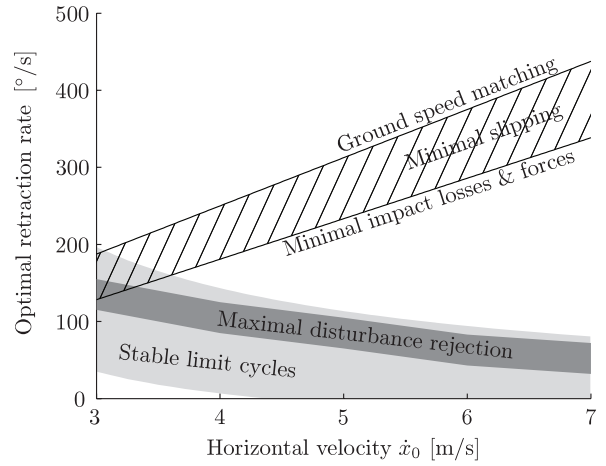 500
400
300
200
100
0
Optimal retraction rate [°/s]
Ground speed matching
Minimal slipping
Minimal impact losses & forces
Maximal disturbance rejection
Stable limit cycles
3 4 5 6 7
Horizontal velocity ẋ₀ [m/s]